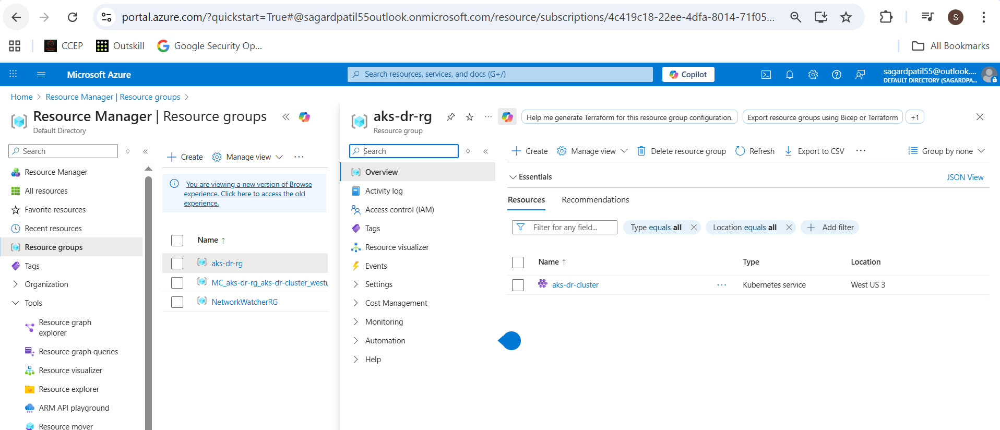 portal.azure.com/?quickstart=True#@sagardpatil55outlook.onmicrosoft.com/resource/subscriptions/4c419c18-22ee-4dfa-8014-71f05...
S
CCEP
Outskill
Google Security Op...
All Bookmarks
Microsoft Azure
Search resources, services, and docs (G+/)
Copilot
sagardpatil55@outlook....
DEFAULT DIRECTORY (SAGARDPA...
Home > Resource Manager | Resource groups >
Resource Manager | Resource groups
Default Directory
Search
Resource Manager
All resources
Favorite resources
Recent resources
Resource groups
Tags
Organization
Tools
Resource graph
explorer
Resource graph queries
Resource visualizer
Resource explorer
ARM API playground
Resource mover
Create
Manage view
...
You are viewing a new version of Browse
experience. Click here to access the old
experience.
Name ↑
aks-dr-rg
MC_aks-dr-rg_aks-dr-cluster_westu
NetworkWatcherRG
aks-dr-rg
Resource group
...
Help me generate Terraform for this resource group configuration.
Export resource groups using Bicep or Terraform
+1
Search
Overview
Activity log
Access control (IAM)
Tags
Resource visualizer
Events
Settings
Cost Management
Monitoring
Automation
Help
Create
Manage view
Delete resource group
Refresh
Export to CSV
...
Group by none
Essentials
JSON View
Resources
Recommendations
Filter for any field...
Type equals all
Location equals all
Add filter
Name ↑
Type
Location
aks-dr-cluster
...
Kubernetes service
West US 3